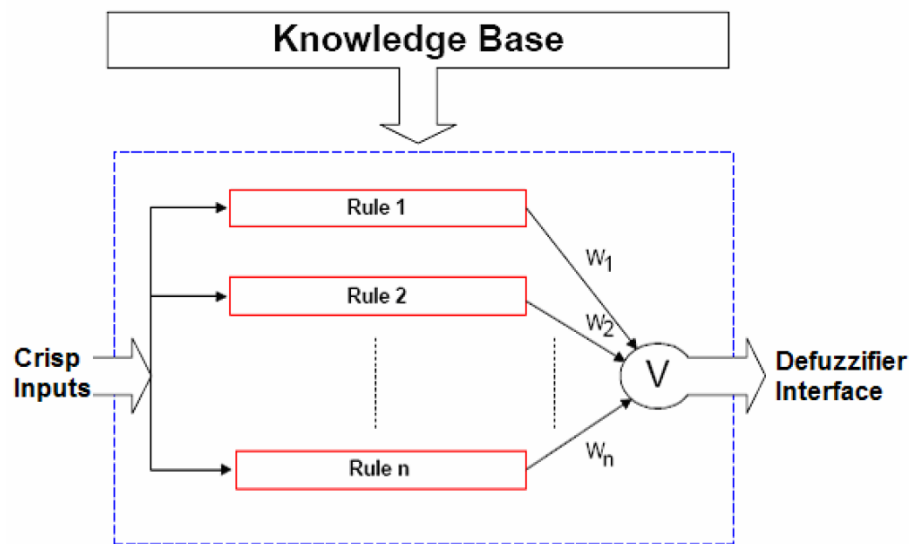 Knowledge Base
Rule 1
W1
Rule 2
W2
Crisp
Inputs
V
Defuzzifier
Interface
Wn
Rule n